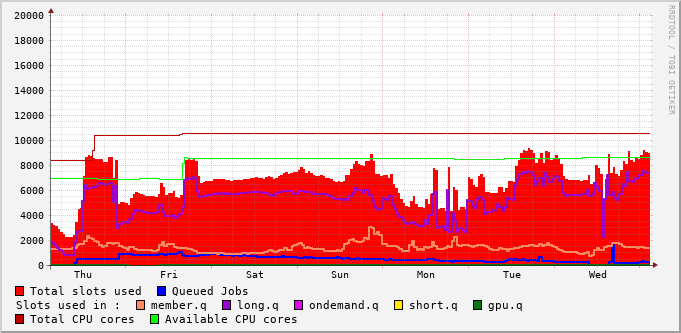 20000
18000
16000
14000
12000
10000
8000
6000
4000
2000
0
Thu Fri Sat Sun Mon Tue Wed
RRDTOOL / TOBI OETIKER
Total slots used Queued Jobs
Slots used in : member.q long.q ondemand.q short.q gpu.q
Total CPU cores Available CPU cores